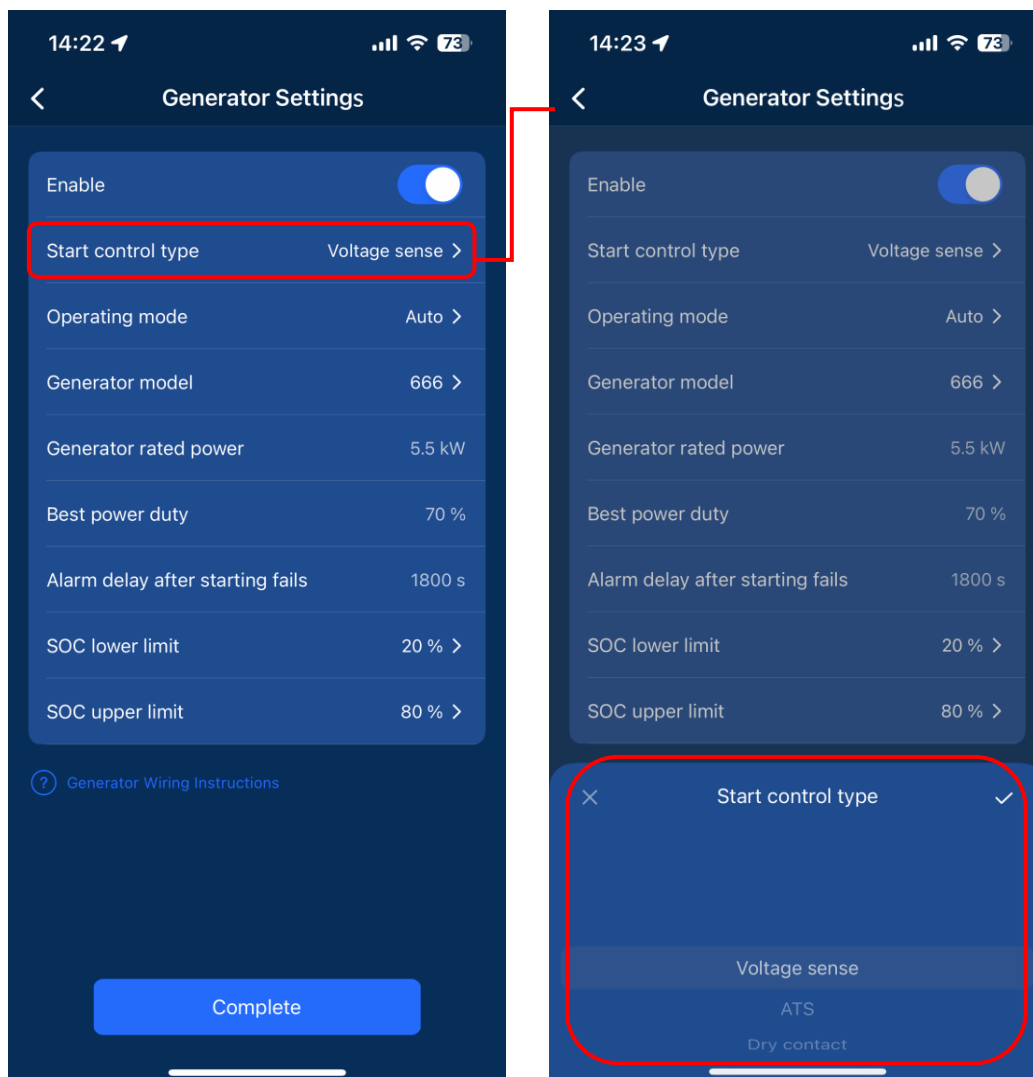 14:22
73
Generator Settings
Enable
Start control type Voltage sense
Operating mode Auto
Generator model 666
Generator rated power 5.5 kW
Best power duty 70 %
Alarm delay after starting fails 1800 s
SOC lower limit 20 %
SOC upper limit 80 %
? Generator Wiring Instructions
Complete
14:23
73
Generator Settings
Enable
Start control type Voltage sense
Operating mode Auto
Generator model 666
Generator rated power 5.5 kW
Best power duty 70 %
Alarm delay after starting fails 1800 s
SOC lower limit 20 %
SOC upper limit 80 %
Start control type
Voltage sense
ATS
Dry contact